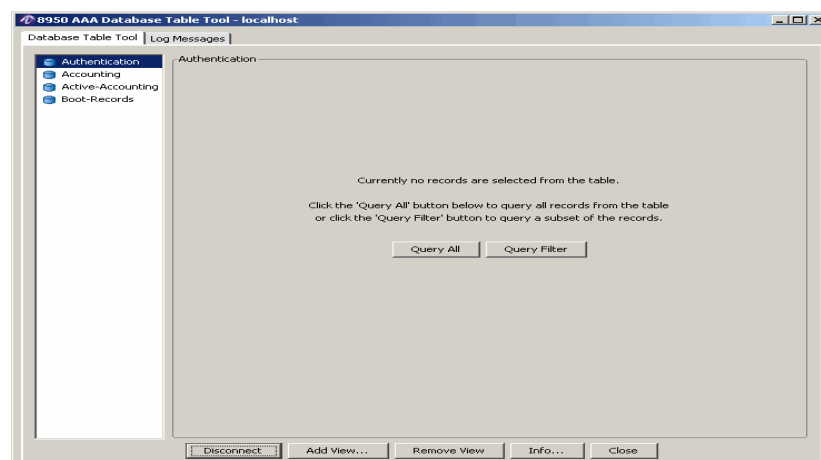 8950 AAA Database Table Tool - localhost
Database Table Tool
Log Messages
Authentication
Accounting
Active-Accounting
Boot-Records
Authentication
Currently no records are selected from the table.
Click the 'Query All' button below to query all records from the table
or click the 'Query Filter' button to query a subset of the records.
Query All
Query Filter
Disconnect
Add View...
Remove View
Info...
Close